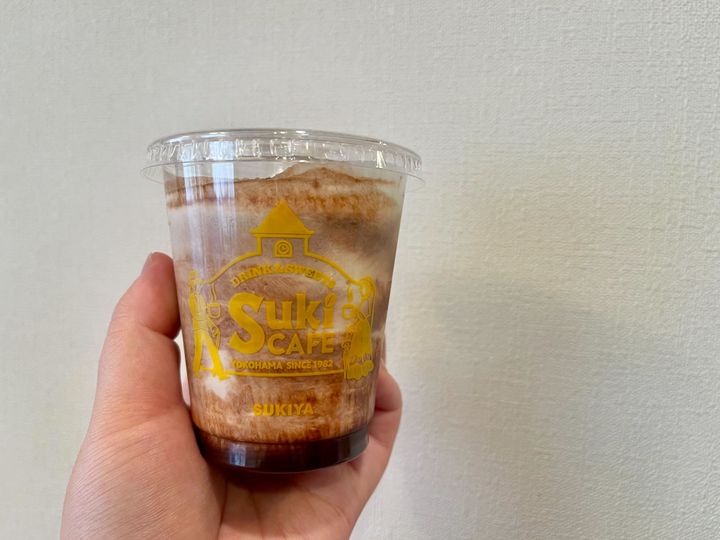 DRINK & SWEETS
Suki
CAFE
YOKOHAMA SINCE 1982
SUKIYA